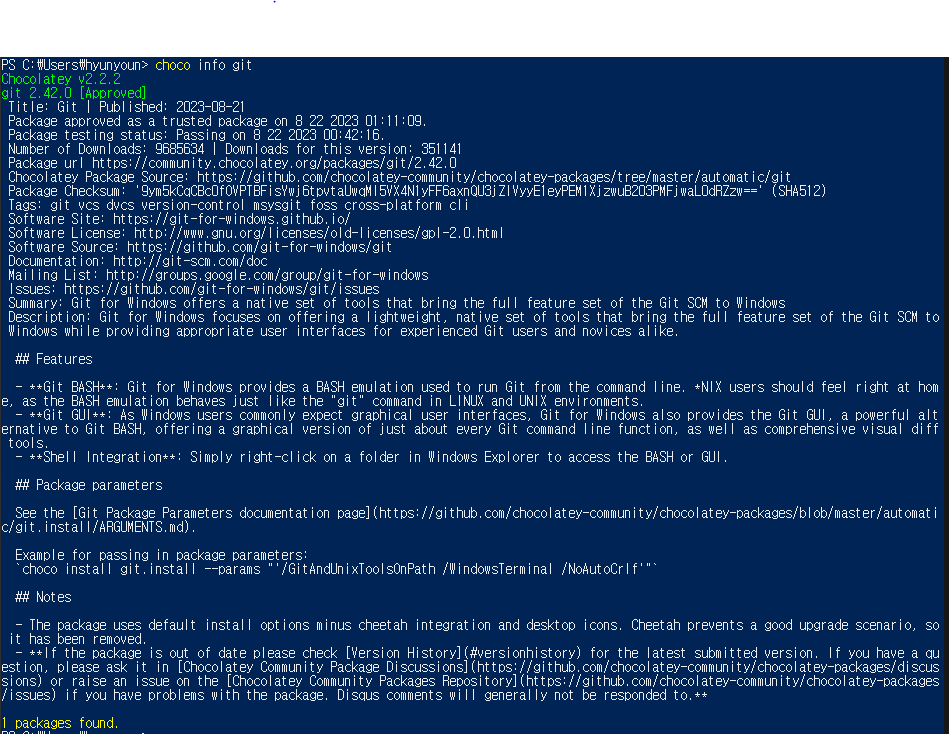 PS C:₩Users₩hyunyoun> choco info git
Chocolatey v2.2.2
git 2.42.0 [Approved]
Title: Git | Published: 2023-08-21
Package approved as a trusted package on 8 22 2023 01:11:09.
Package testing status: Passing on 8 22 2023 00:42:16.
Number of Downloads: 9685634 | Downloads for this version: 351141
Package url https://community.chocolatey.org/packages/git/2.42.0
Chocolatey Package Source: https://github.com/chocolatey-community/chocolatey-packages/tree/master/automatic/git
Package Checksum: (SHA512)
Tags: git vcs dvcs version-control msysgit foss cross-platform cli
Software Site: https://git-for-windows.github.io/
Software License: http://www.gnu.org/licenses/old-licenses/gpl-2.0.html
Software Source: https://github.com/git-for-windows/git
Documentation: http://git-scm.com/doc
Mailing List: http://groups.google.com/group/git-for-windows
Issues: https://github.com/git-for-windows/git/issues
Summary: Git for Windows offers a native set of tools that bring the full feature set of the Git SCM to Windows
Description: Git for Windows focuses on offering a lightweight, native set of tools that bring the full feature set of the Git SCM to
Windows while providing appropriate user interfaces for experienced Git users and novices alike.
## Features
- **Git BASH**: Git for Windows provides a BASH emulation used to run Git from the command line. *NIX users should feel right at hom
e, as the BASH emulation behaves just like the "git" command in LINUX and UNIX environments.
- **Git GUI**: As Windows users commonly expect graphical user interfaces, Git for Windows also provides the Git GUI, a powerful alt
ernative to Git BASH, offering a graphical version of just about every Git command line function, as well as comprehensive visual diff
tools.
- **Shell Integration**: Simply right-click on a folder in Windows Explorer to access the BASH or GUI.
## Package parameters
See the [Git Package Parameters documentation page](https://github.com/chocolatey-community/chocolatey-packages/blob/master/automati
c/git.install/ARGUMENTS.md).
Example for passing in package parameters:
`choco install git.install --params "'/GitAndUnixToolsOnPath /WindowsTerminal /NoAutoCrlf'"`
## Notes
- The package uses default install options minus cheetah integration and desktop icons. Cheetah prevents a good upgrade scenario, so
it has been removed.
- **If the package is out of date please check [Version History](#versionhistory) for the latest submitted version. If you have a qu
estion, please ask it in [Chocolatey Community Package Discussions](https://github.com/chocolatey-community/chocolatey-packages/discus
sions) or raise an issue on the [Chocolatey Community Packages Repository](https://github.com/chocolatey-community/chocolatey-packages
/issues) if you have problems with the package. Disqus comments will generally not be responded to.**
1 packages found.